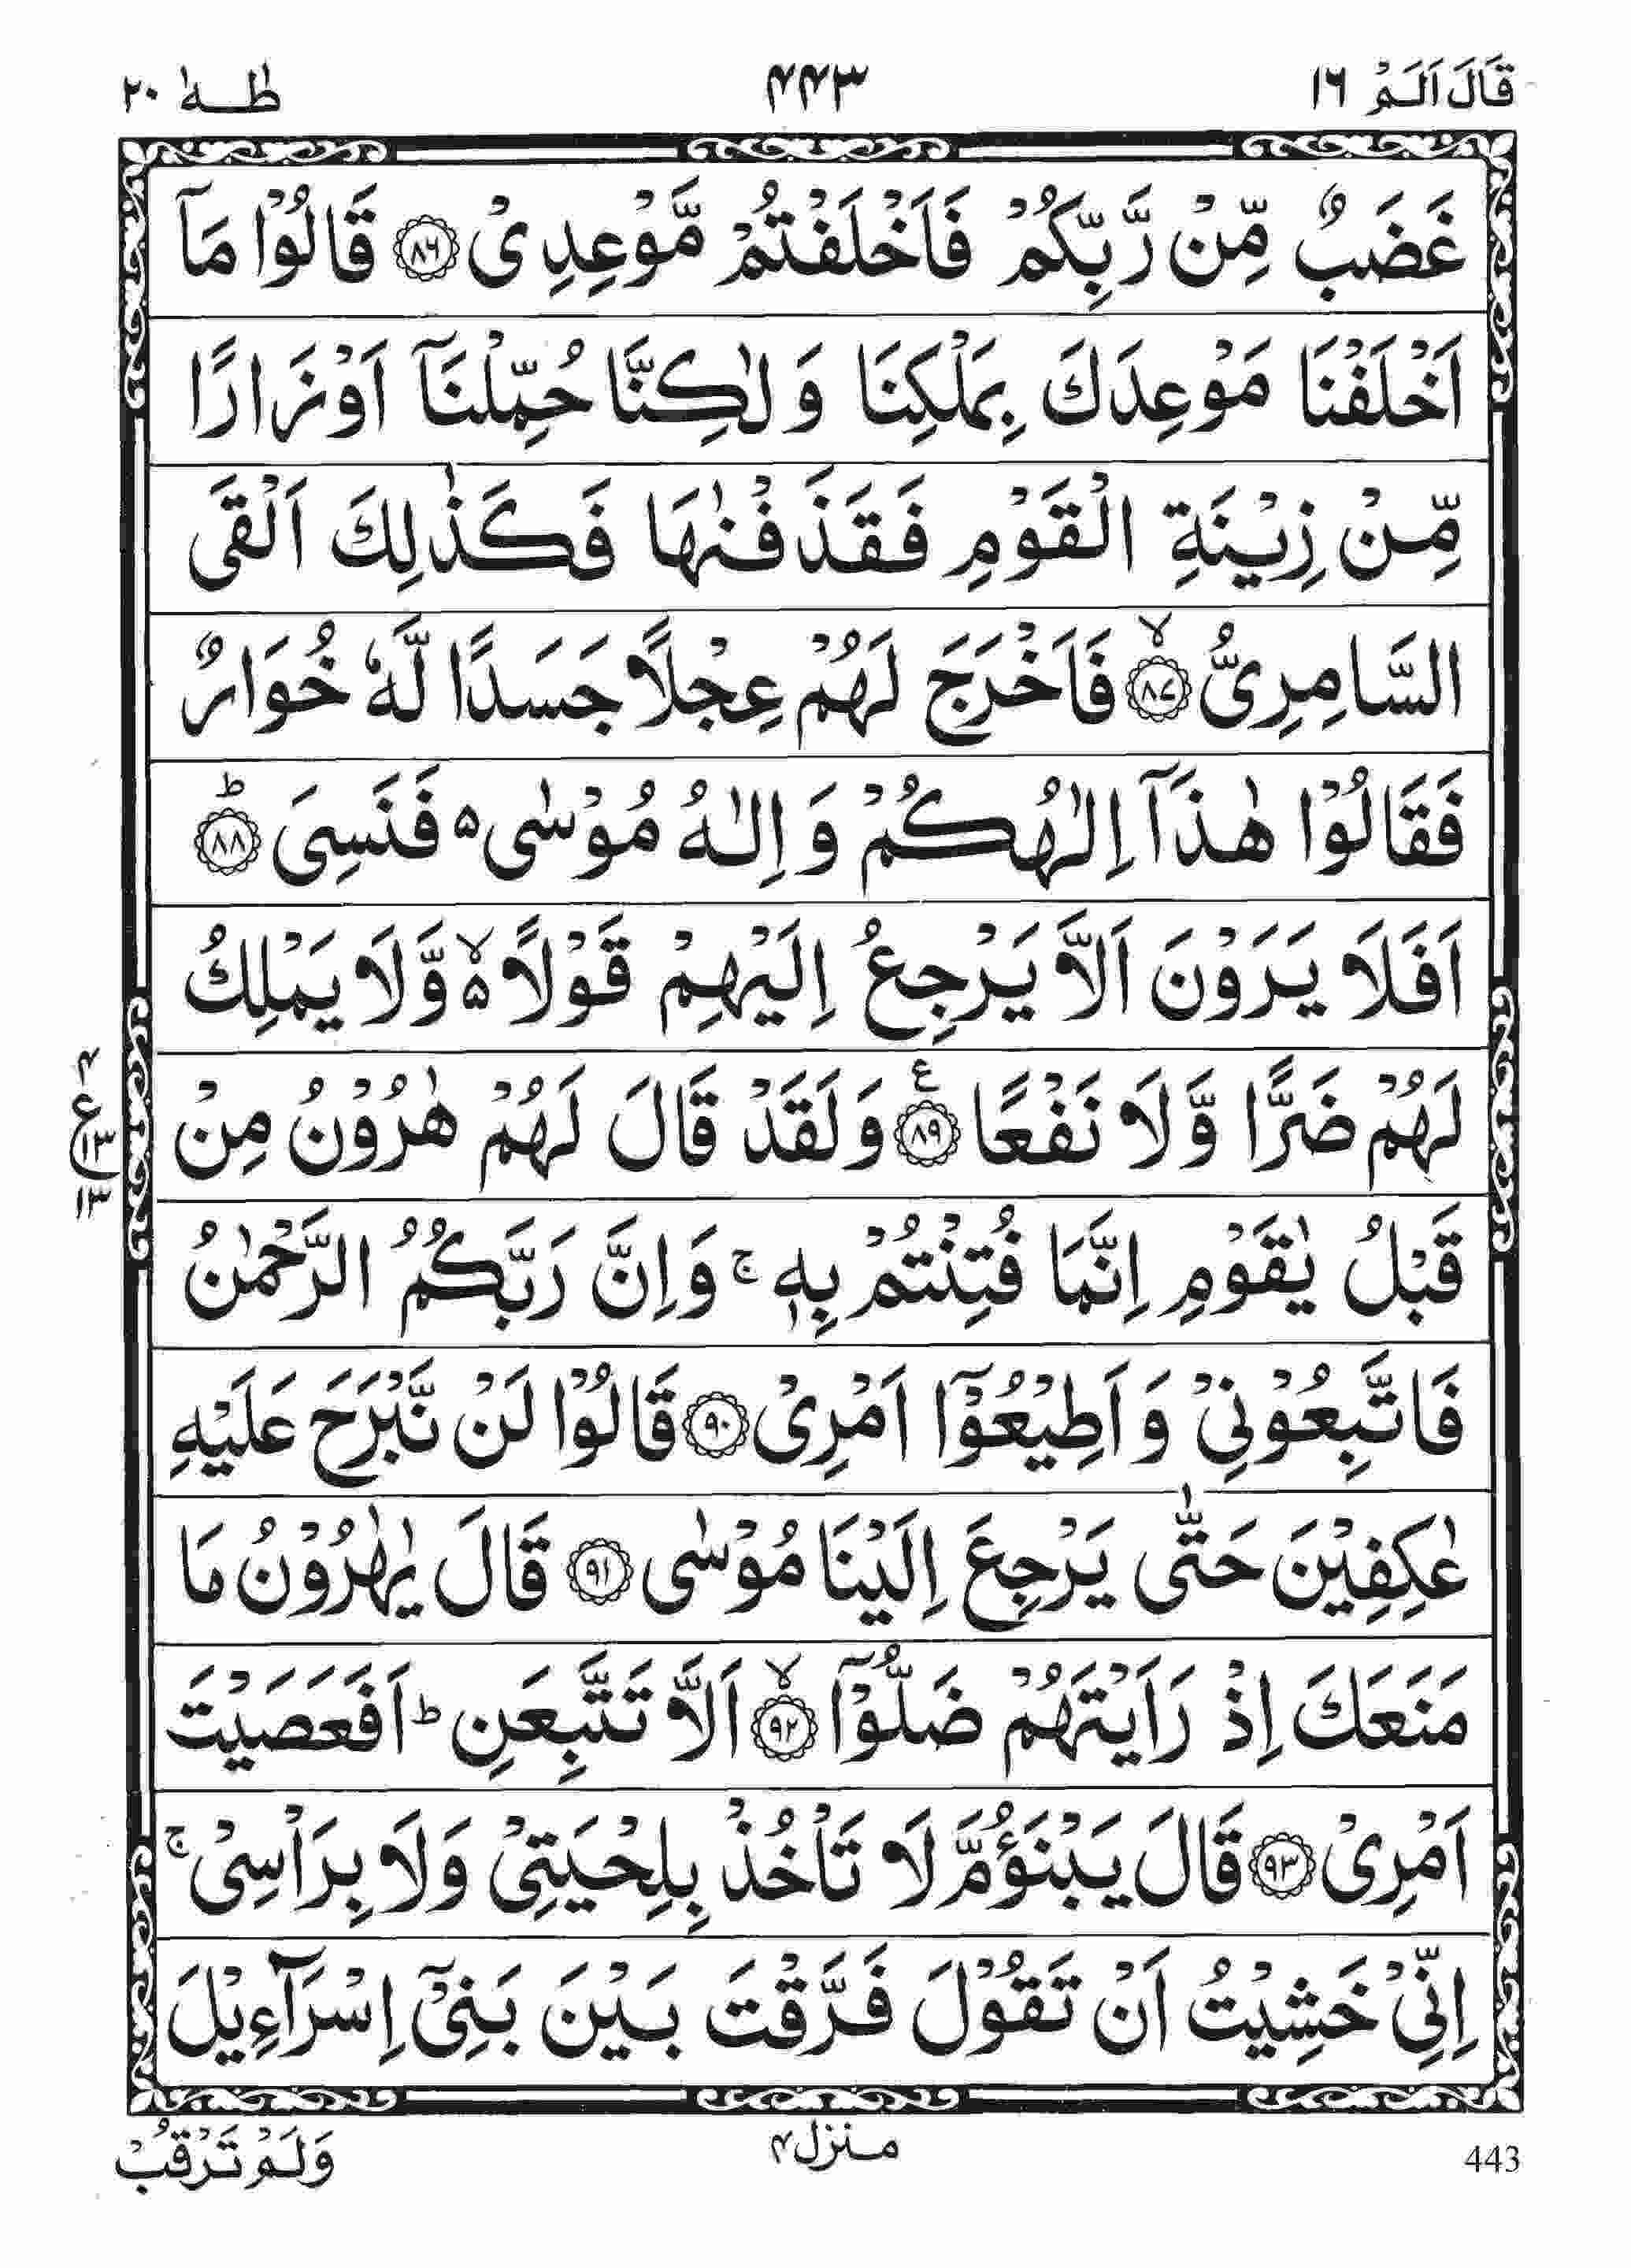 قَالَ اَلَمْ ١٦ ۴۴۳ طٰهٰ ٢٠
غَضَبٌ مِّنْ رَّبِّكُمْ فَاَخْلَفْتُمْ مَّوْعِدِىْ ﴿٨٦﴾ قَالُوْا مَاۤ
اَخْلَفْنَا مَوْعِدَكَ بِمَلْكِنَا وَ لٰكِنَّا حُمِّلْنَاۤ اَوْزَارًا
مِّنْ زِيْنَةِ الْقَوْمِ فَقَذَفْنٰهَا فَكَذٰلِكَ اَلْقَى
السَّامِرِىُّ ﴿٨٧﴾ۙ فَاَخْرَجَ لَهُمْ عِجْلًا جَسَدًا لَّهٗ خُوَارٌ
فَقَالُوْا هٰذَاۤ اِلٰهُكُمْ وَ اِلٰهُ مُوْسٰى ۥ فَنَسِىَ ﴿٨٨﴾ؕ
اَفَلَا يَرَوْنَ اَلَّا يَرْجِعُ اِلَيْهِمْ قَوْلًا ۙ۬ وَّلَا يَمْلِكُ
لَهُمْ ضَرًّا وَّلَا نَفْعًا ﴿٨٩﴾ع وَلَقَدْ قَالَ لَهُمْ هٰرُوْنُ مِنْ
۴ ع ١٣ ١٣
قَبْلُ يٰقَوْمِ اِنَّمَا فُتِنْتُمْ بِهٖ ۚ وَاِنَّ رَبَّكُمُ الرَّحْمٰنُ
فَاتَّبِعُوْنِىْ وَاَطِيْعُوْۤا اَمْرِىْ ﴿٩٠﴾ قَالُوْا لَنْ نَّبْرَحَ عَلَيْهِ
عٰكِفِيْنَ حَتّٰى يَرْجِعَ اِلَيْنَا مُوْسٰى ﴿٩١﴾ قَالَ يٰهٰرُوْنُ مَا
مَنَعَكَ اِذْ رَاَيْتَهُمْ ضَلُّوْۤا ﴿٩٢﴾ۙ اَلَّا تَتَّبِعَنِ ؕ اَفَعَصَيْتَ
اَمْرِىْ ﴿٩٣﴾ قَالَ يَبْنَؤُمَّ لَا تَاْخُذْ بِلِحْيَتِىْ وَلَا بِرَاْسِىْ ۚ
اِنِّىْ خَشِيْتُ اَنْ تَقُوْلَ فَرَّقْتَ بَيْنَ بَنِىْۤ اِسْرَآءِيْلَ
وَلَمْ تَرْقُبْ
منزل ۴
443